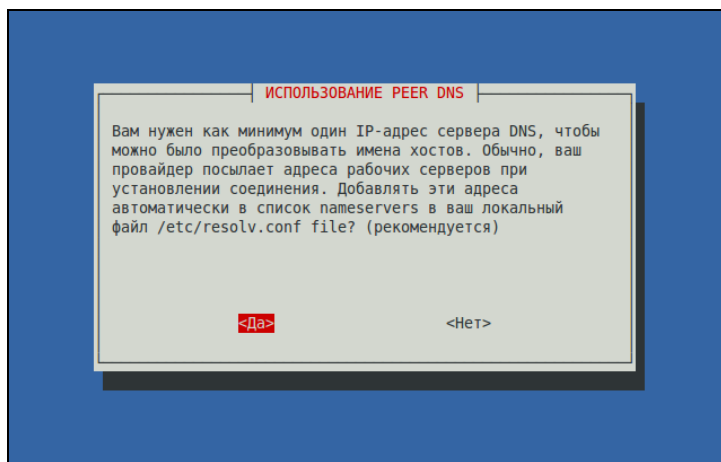 ИСПОЛЬЗОВАНИЕ PEER DNS
Вам нужен как минимум один IP-адрес сервера DNS, чтобы
можно было преобразовывать имена хостов. Обычно, ваш
провайдер посылает адреса рабочих серверов при
установлении соединения. Добавлять эти адреса
автоматически в список nameservers в ваш локальный
файл /etc/resolv.conf file? (рекомендуется)
<Да> <Нет>